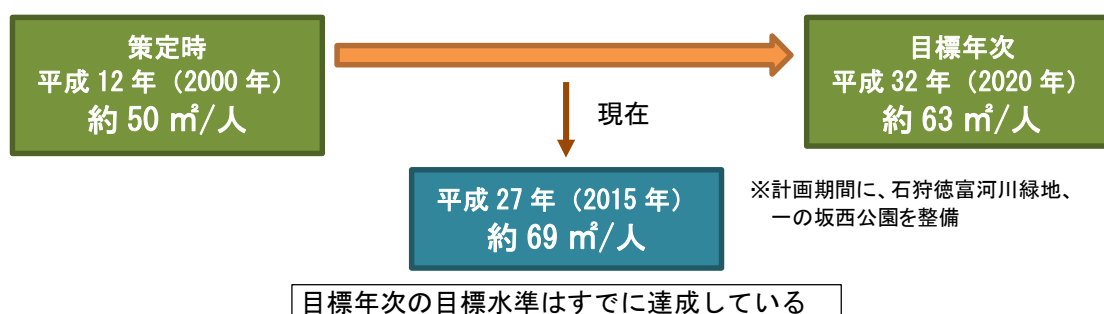 策定時
平成 12 年（2000 年）
約 50 ㎡/人
目標年次
平成 32 年（2020 年）
約 63 ㎡/人
現在
平成 27 年（2015 年）
約 69 ㎡/人
※計画期間に、石狩徳富河川緑地、
一の坂西公園を整備
目標年次の目標水準はすでに達成している